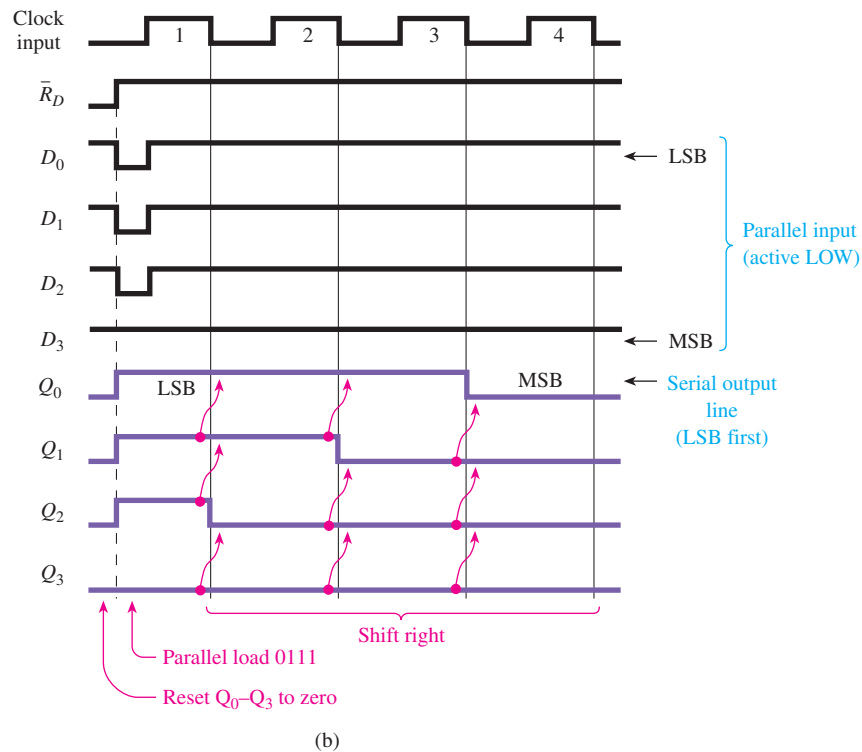 Clock
input
1 2 3 4
R̄_D
D₀
LSB
D₁
Parallel input
(active LOW)
D₂
D₃
MSB
Q₀
LSB
MSB
Serial output
line
(LSB first)
Q₁
Q₂
Q₃
Shift right
Parallel load 0111
Reset Q₀–Q₃ to zero
(b)